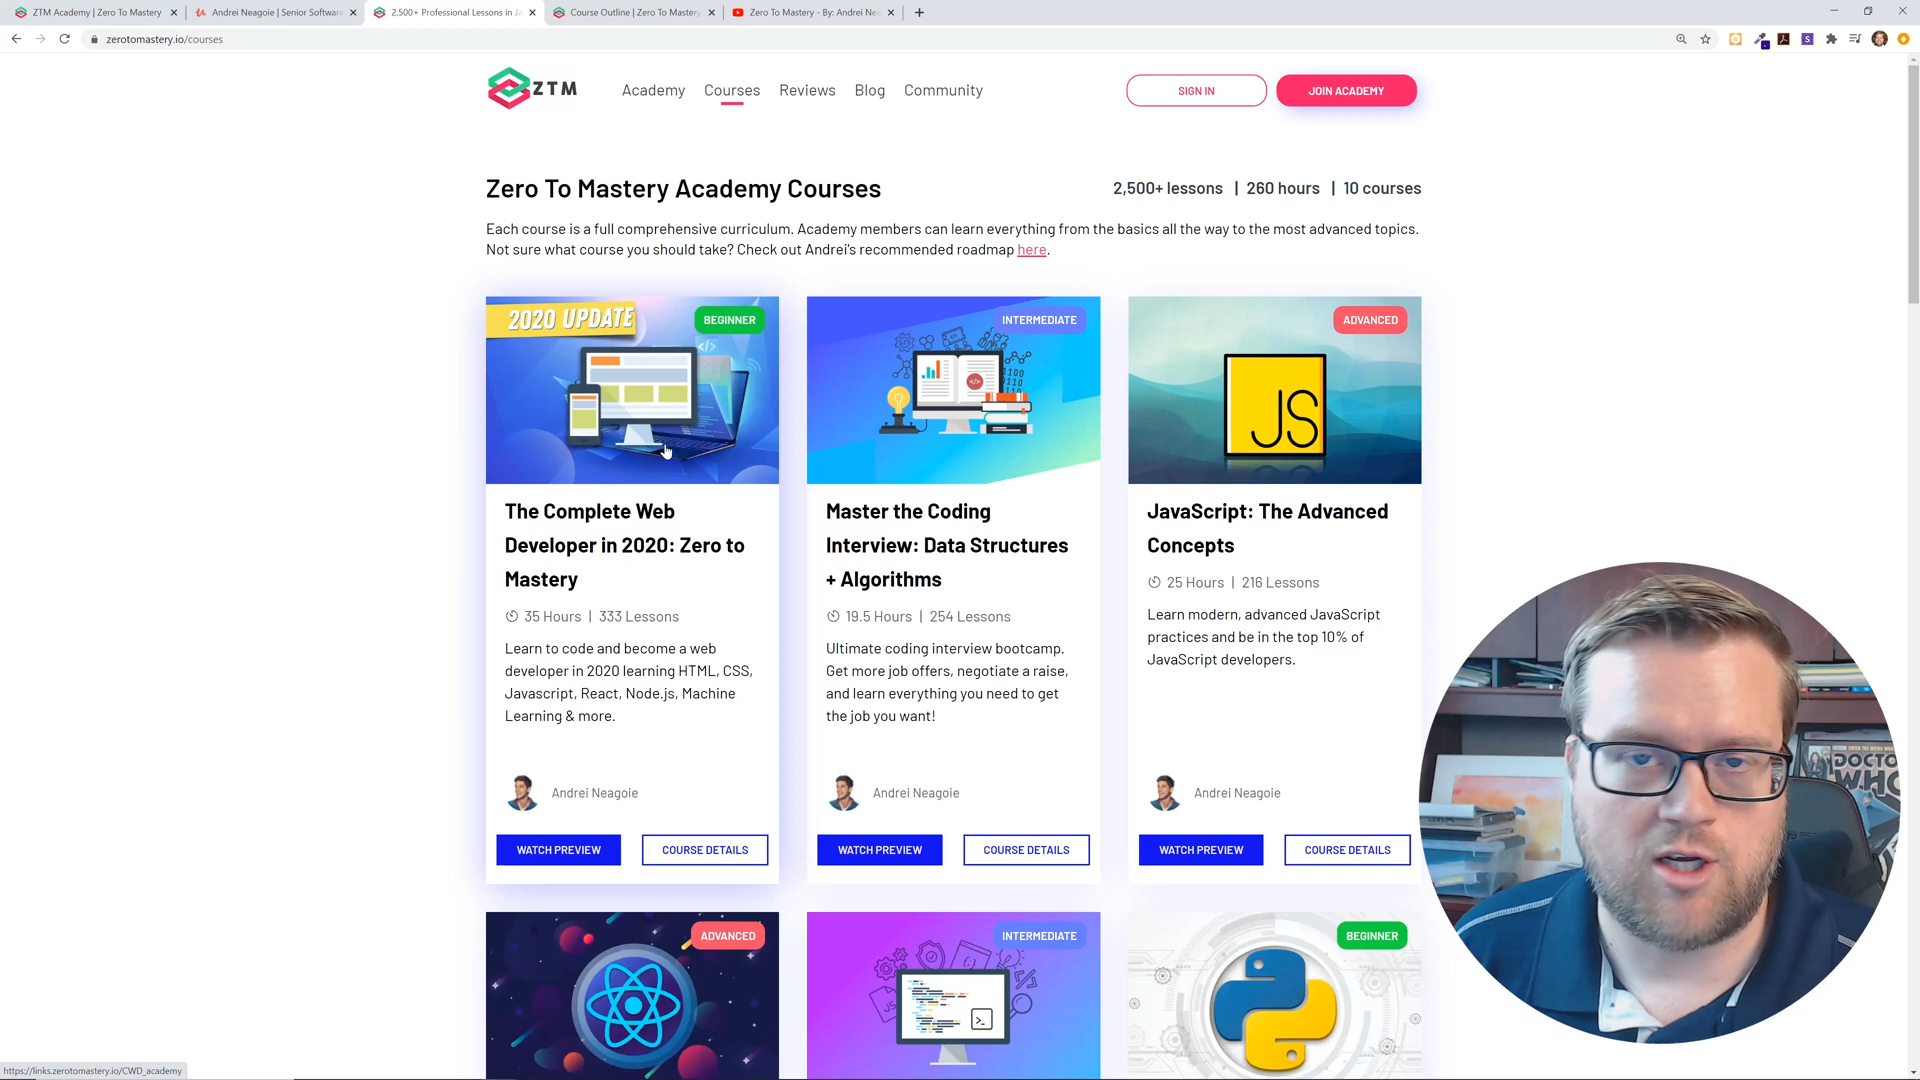 ZTM Academy | Zero To Mastery
Andrei Neagoie | Senior Software
2,500+ Professional Lessons in Ja
Course Outline | Zero To Mastery
Zero To Mastery - By: Andrei Nea
zerotomastery.io/courses
ZTM
Academy
Courses
Reviews
Blog
Community
SIGN IN
JOIN ACADEMY
Zero To Mastery Academy Courses
2,500+ lessons | 260 hours | 10 courses
Each course is a full comprehensive curriculum. Academy members can learn everything from the basics all the way to the most advanced topics.
Not sure what course you should take? Check out Andrei's recommended roadmap here.
2020 UPDATE
BEGINNER
The Complete Web
Developer in 2020: Zero to
Mastery
35 Hours | 333 Lessons
Learn to code and become a web
developer in 2020 learning HTML, CSS,
Javascript, React, Node.js, Machine
Learning & more.
Andrei Neagoie
WATCH PREVIEW
COURSE DETAILS
INTERMEDIATE
Master the Coding
Interview: Data Structures
+ Algorithms
19.5 Hours | 254 Lessons
Ultimate coding interview bootcamp.
Get more job offers, negotiate a raise,
and learn everything you need to get
the job you want!
Andrei Neagoie
WATCH PREVIEW
COURSE DETAILS
ADVANCED
JS
JavaScript: The Advanced
Concepts
25 Hours | 216 Lessons
Learn modern, advanced JavaScript
practices and be in the top 10% of
JavaScript developers.
Andrei Neagoie
WATCH PREVIEW
COURSE DETAILS
ADVANCED
INTERMEDIATE
BEGINNER
DOCTO
WHO
https://links.zerotomastery.io/CWD_academy